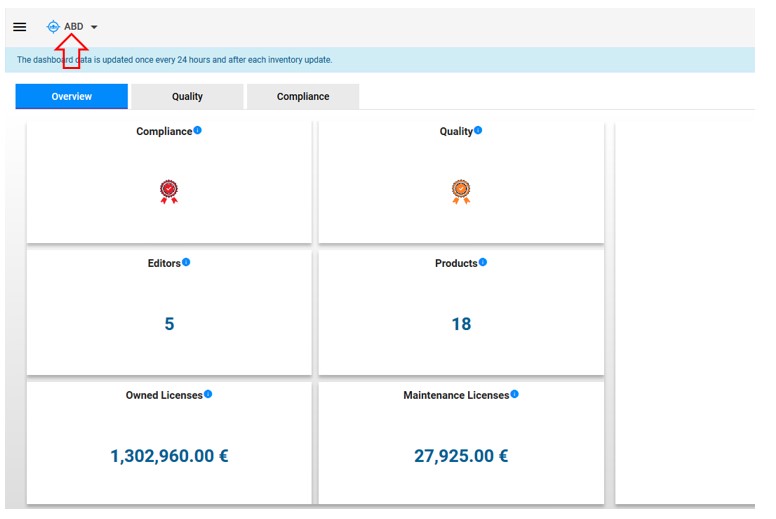 ABD
The dashboard data is updated once every 24 hours and after each inventory update.
Overview Quality Compliance
Compliance Quality
Editors Products
5 18
Owned Licenses Maintenance Licenses
1,302,960.00 € 27,925.00 €